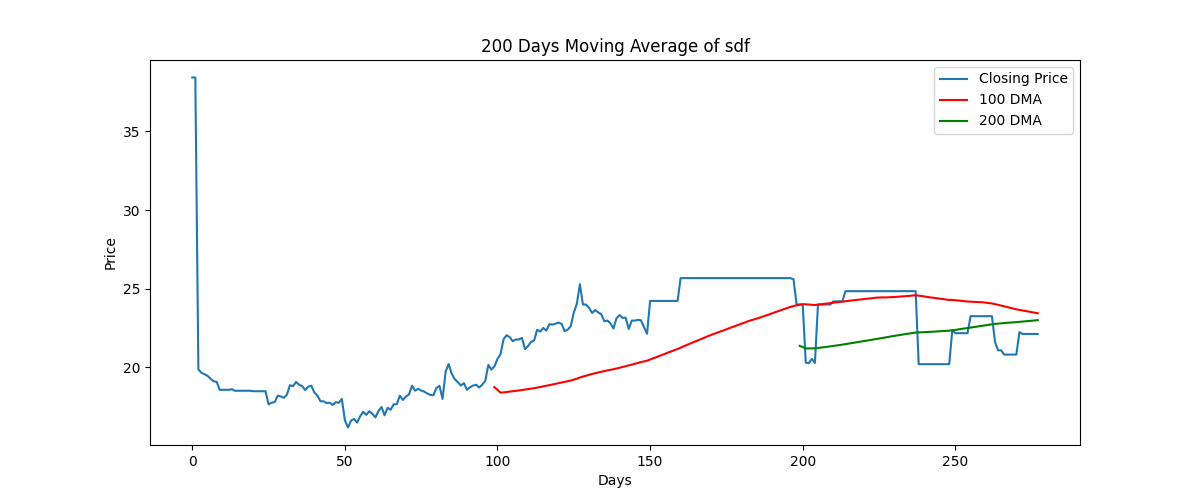 200 Days Moving Average of sdf
Closing Price
100 DMA
200 DMA
Price
35
30
25
20
0 50 100 150 200 250
Days